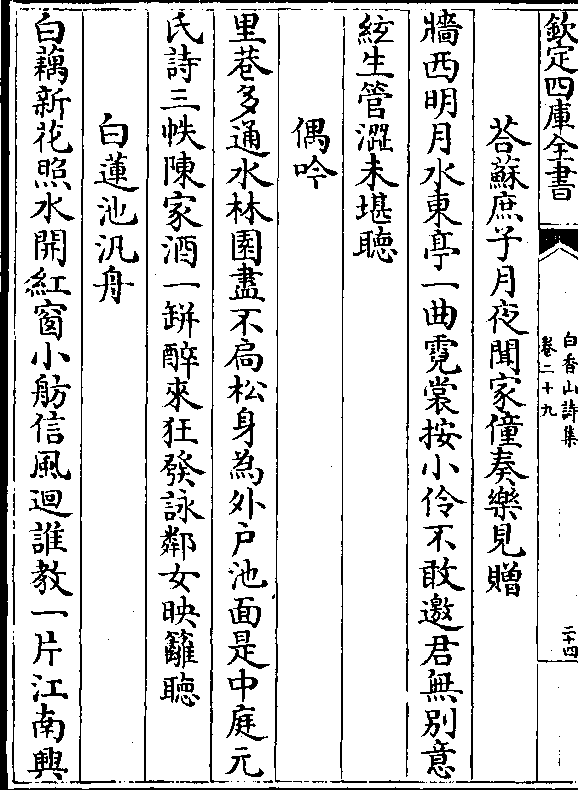 欽定四庫全書
白香山詩集
卷二十九
二十四
荅蘇庶子月夜聞家僮奏樂見贈
牆西明月水東亭一曲霓裳按小伶不敢邀君無別意
絃生管澀未堪聽
偶吟
里巷多通水林園盡不扃松身為外户池面是中庭元
氏詩三帙陳家酒一缾醉來狂發詠鄰女映籬聽
白蓮池汎舟
白藕新花照水開紅窗小舫信風迴誰教一片江南興